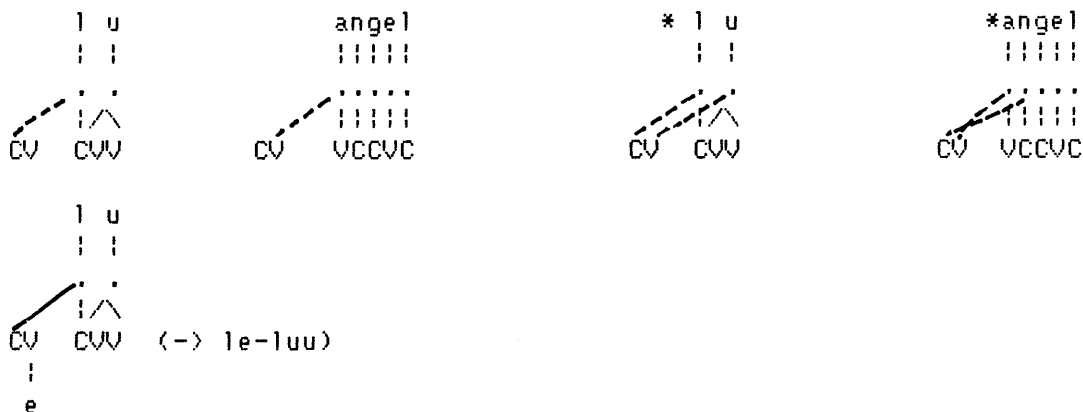 l u angel * l u *angel
CV CVV CV VCCVC CV CVV CV VCCVC
l u
CV CVV (-> le-luu)
e